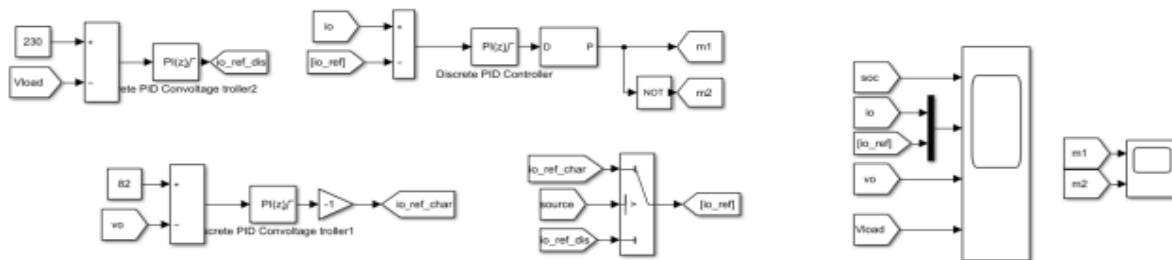 230
+
−
Vload
PI(z)
io_ref_dis
ete PID Convoltage troller2
io
[io_ref]
+
−
PI(z)
Discrete PID Controller
D
P
m1
NOT
m2
82
vo
+
−
PI(z)
-1
io_ref_char
screte PID Convoltage troller1
io_ref_char
source
io_ref_dis
>
[io_ref]
soc
io
[io_ref]
vo
Vload
m1
m2